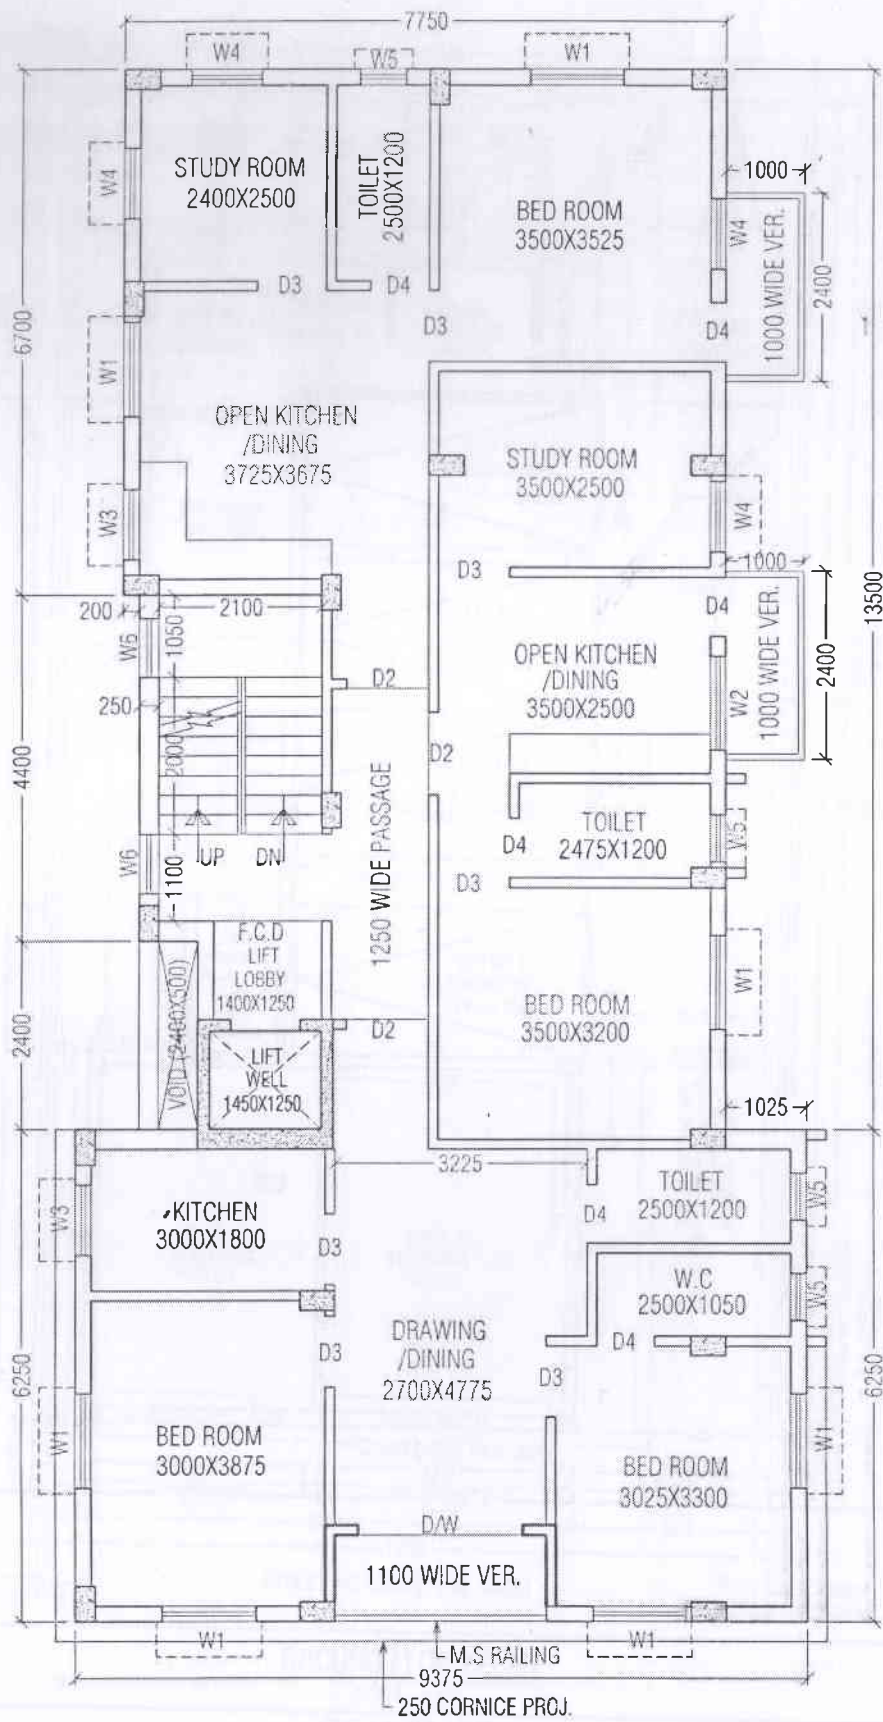 7750
W4
W5
W1
STUDY ROOM
2400X2500
TOILET
2500X1200
BED ROOM
3500X3525
1000
W4
W4
1000 WIDE VER.
2400
D3
D4
D3
D4
6700
W1
OPEN KITCHEN
/DINING
3725X3675
STUDY ROOM
3500X2500
W3
W4
13500
D3
1000
200
2100
D4
W6
1050
OPEN KITCHEN
/DINING
3500X2500
1000 WIDE VER.
2400
D2
250
W2
2000
D2
4400
1250 WIDE PASSAGE
TOILET
2475X1200
W5
D4
W6
1100
UP
DN
D3
F.C.D
LIFT
LOBBY
1400X1250
VOID (2400X500)
W1
BED ROOM
3500X3200
D2
2400
LIFT
WELL
1450X1250
1025
3225
TOILET
2500X1200
W5
W3
KITCHEN
3000X1800
D4
D3
W.C
2500X1050
W5
DRAWING
/DINING
2700X4775
D4
D3
D3
6250
6250
W1
BED ROOM
3000X3875
BED ROOM
3025X3300
W1
D/W
1100 WIDE VER.
W1
W1
M.S RAILING
9375
250 CORNICE PROJ.